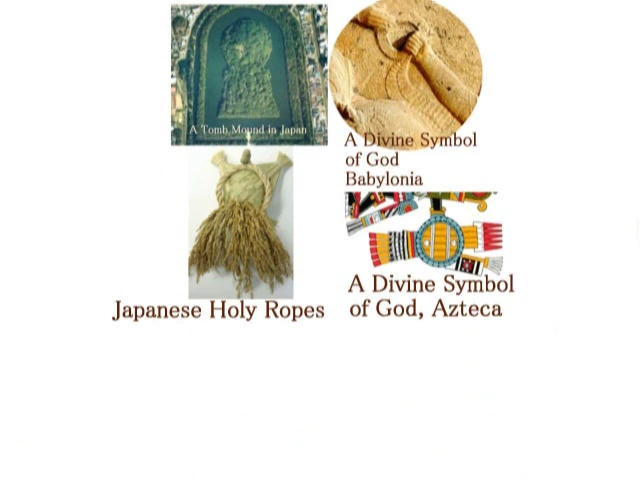 A Tomb Mound in Japan
A Divine Symbol
of God
Babylonia
A Divine Symbol
of God, Azteca
Japanese Holy Ropes